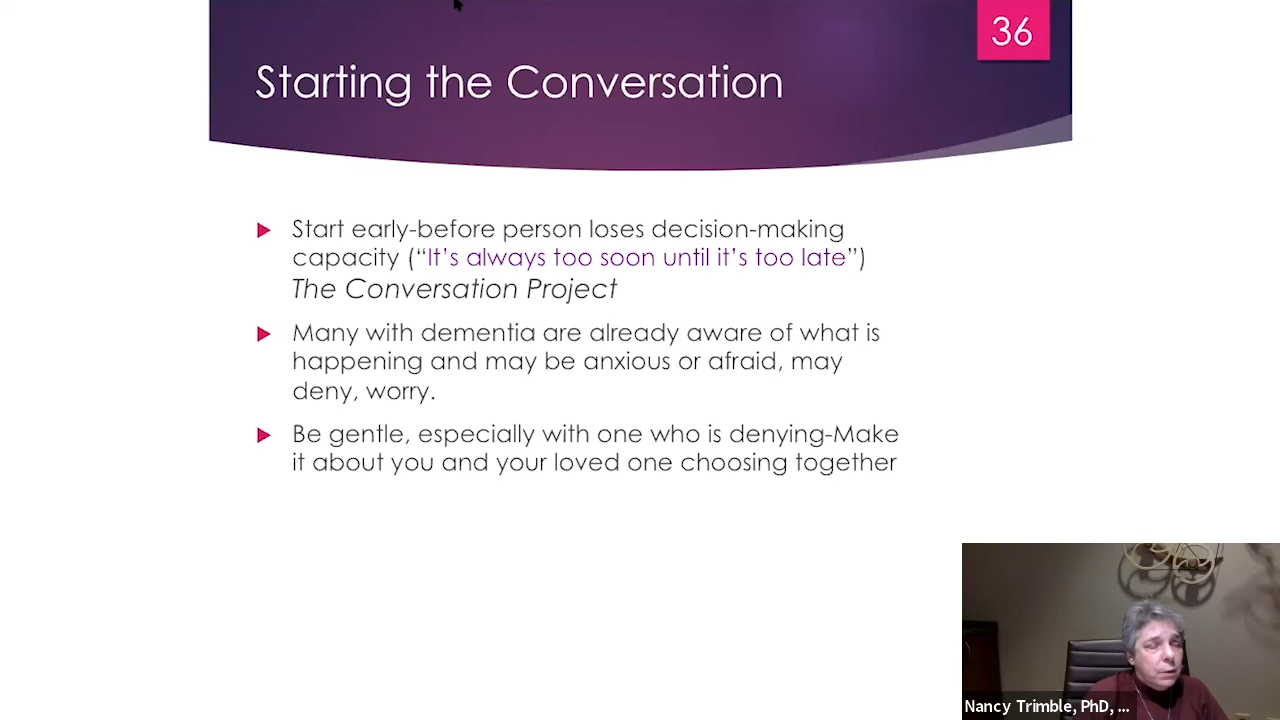 36
Starting the Conversation
Start early-before person loses decision-making
capacity (“It’s always too soon until it’s too late”)
The Conversation Project
Many with dementia are already aware of what is
happening and may be anxious or afraid, may
deny, worry.
Be gentle, especially with one who is denying-Make
it about you and your loved one choosing together
Nancy Trimble, PhD, ...